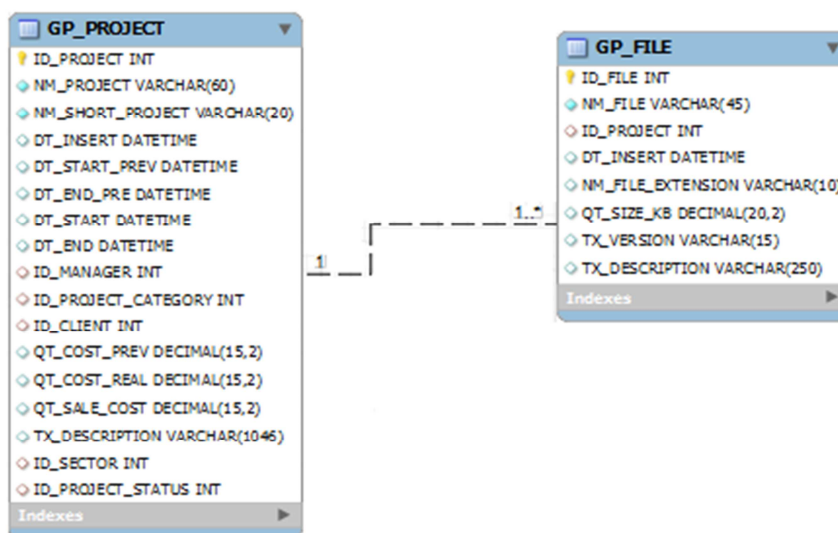 GP_PROJECT
ID_PROJECT INT
NM_PROJECT VARCHAR(60)
NM_SHORT_PROJECT VARCHAR(20)
DT_INSERT DATETIME
DT_START_PREV DATETIME
DT_END_PRE DATETIME
DT_START DATETIME
DT_END DATETIME
ID_MANAGER INT
ID_PROJECT_CATEGORY INT
ID_CLIENT INT
QT_COST_PREV DECIMAL(15,2)
QT_COST_REAL DECIMAL(15,2)
QT_SALE_COST DECIMAL(15,2)
TX_DESCRIPTION VARCHAR(1046)
ID_SECTOR INT
ID_PROJECT_STATUS INT
Indexes
1
1..*
GP_FILE
ID_FILE INT
NM_FILE VARCHAR(45)
ID_PROJECT INT
DT_INSERT DATETIME
NM_FILE_EXTENSION VARCHAR(10)
QT_SIZE_KB DECIMAL(20,2)
TX_VERSION VARCHAR(15)
TX_DESCRIPTION VARCHAR(250)
Indexes